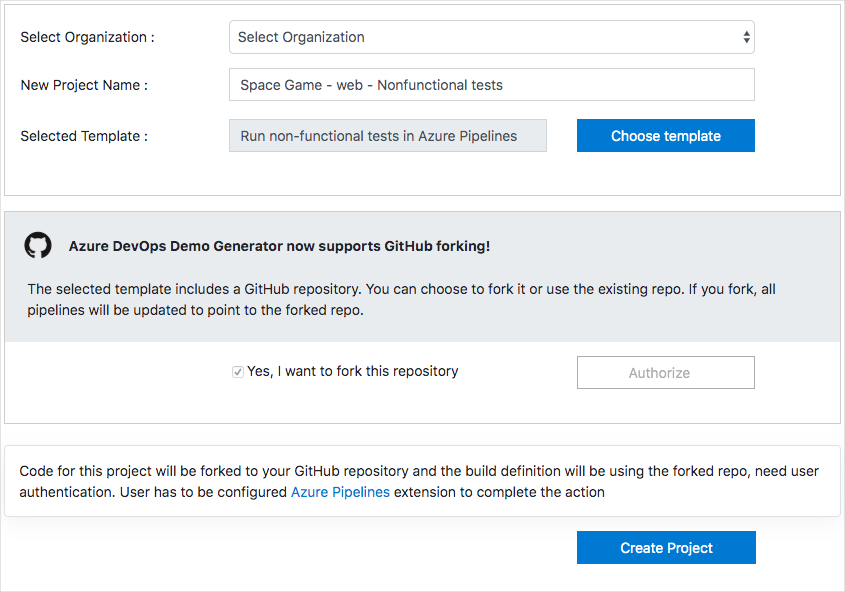 Select Organization :
Select Organization
New Project Name :
Space Game - web - Nonfunctional tests
Selected Template :
Run non-functional tests in Azure Pipelines
Choose template
Azure DevOps Demo Generator now supports GitHub forking!
The selected template includes a GitHub repository. You can choose to fork it or use the existing repo. If you fork, all
pipelines will be updated to point to the forked repo.
Yes, I want to fork this repository
Authorize
Code for this project will be forked to your GitHub repository and the build definition will be using the forked repo, need user
authentication. User has to be configured Azure Pipelines extension to complete the action
Create Project